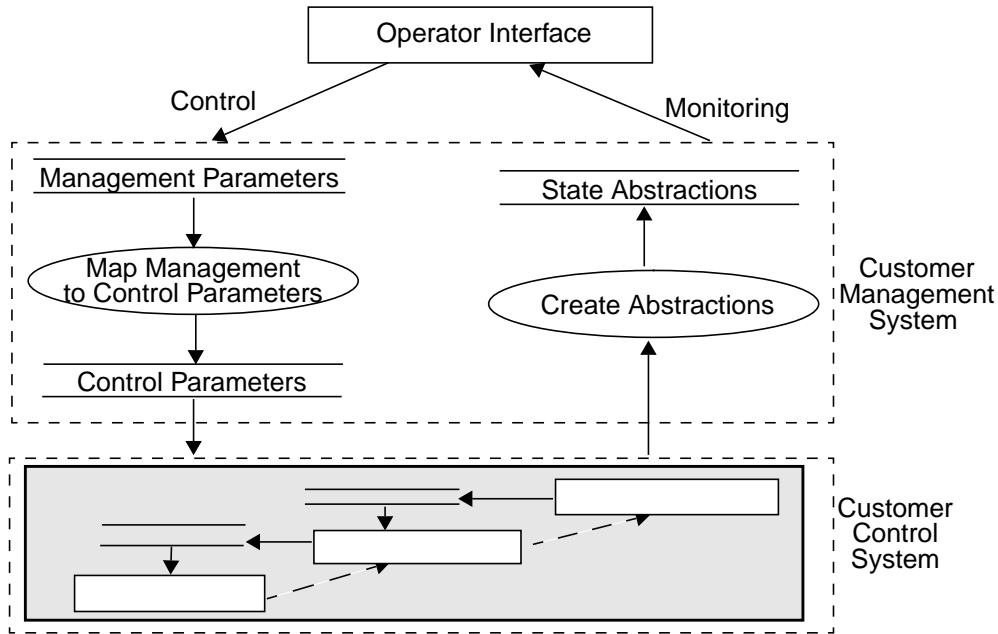 Operator Interface
Control
Monitoring
Management Parameters
State Abstractions
Map Management
to Control Parameters
Create Abstractions
Customer
Management
System
Control Parameters
Customer
Control
System